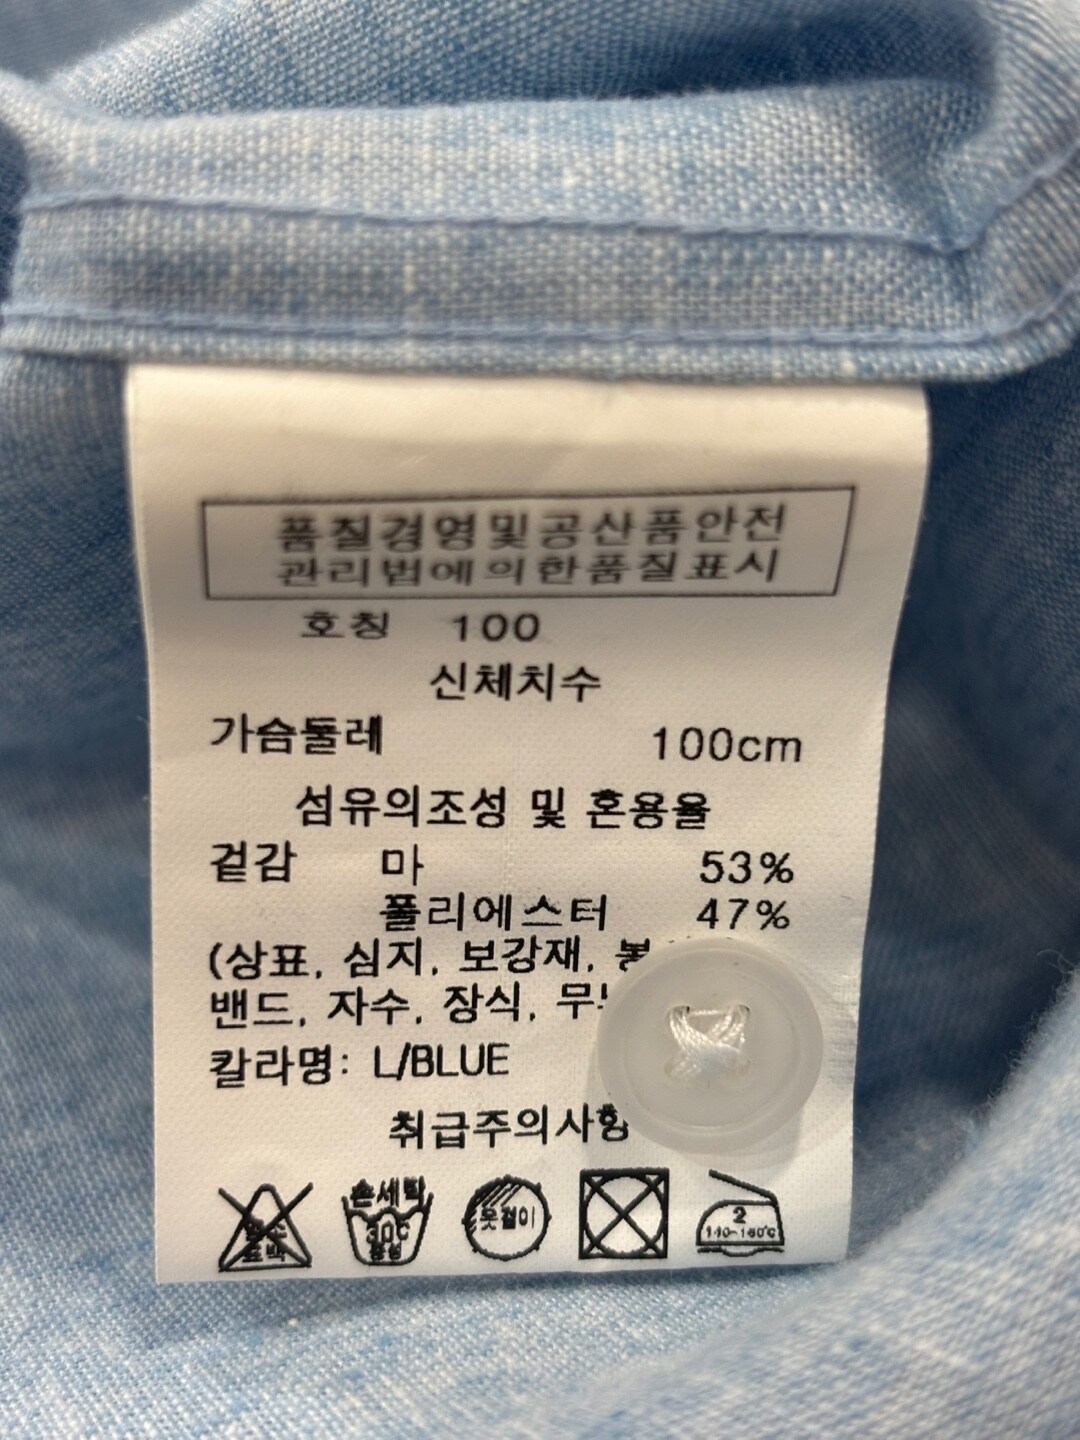 품질경영및공산품안전
관리법에의한품질표시
호칭 100
신체치수
가슴둘레 100cm
섬유의조성 및 혼용율
겉감 마 53%
폴리에스터 47%
(상표, 심지, 보강재,
밴드, 자수, 장식,
칼라명: L/BLUE
취급주의사항
손세탁
30℃
중성
옷걸이
2
140~160℃